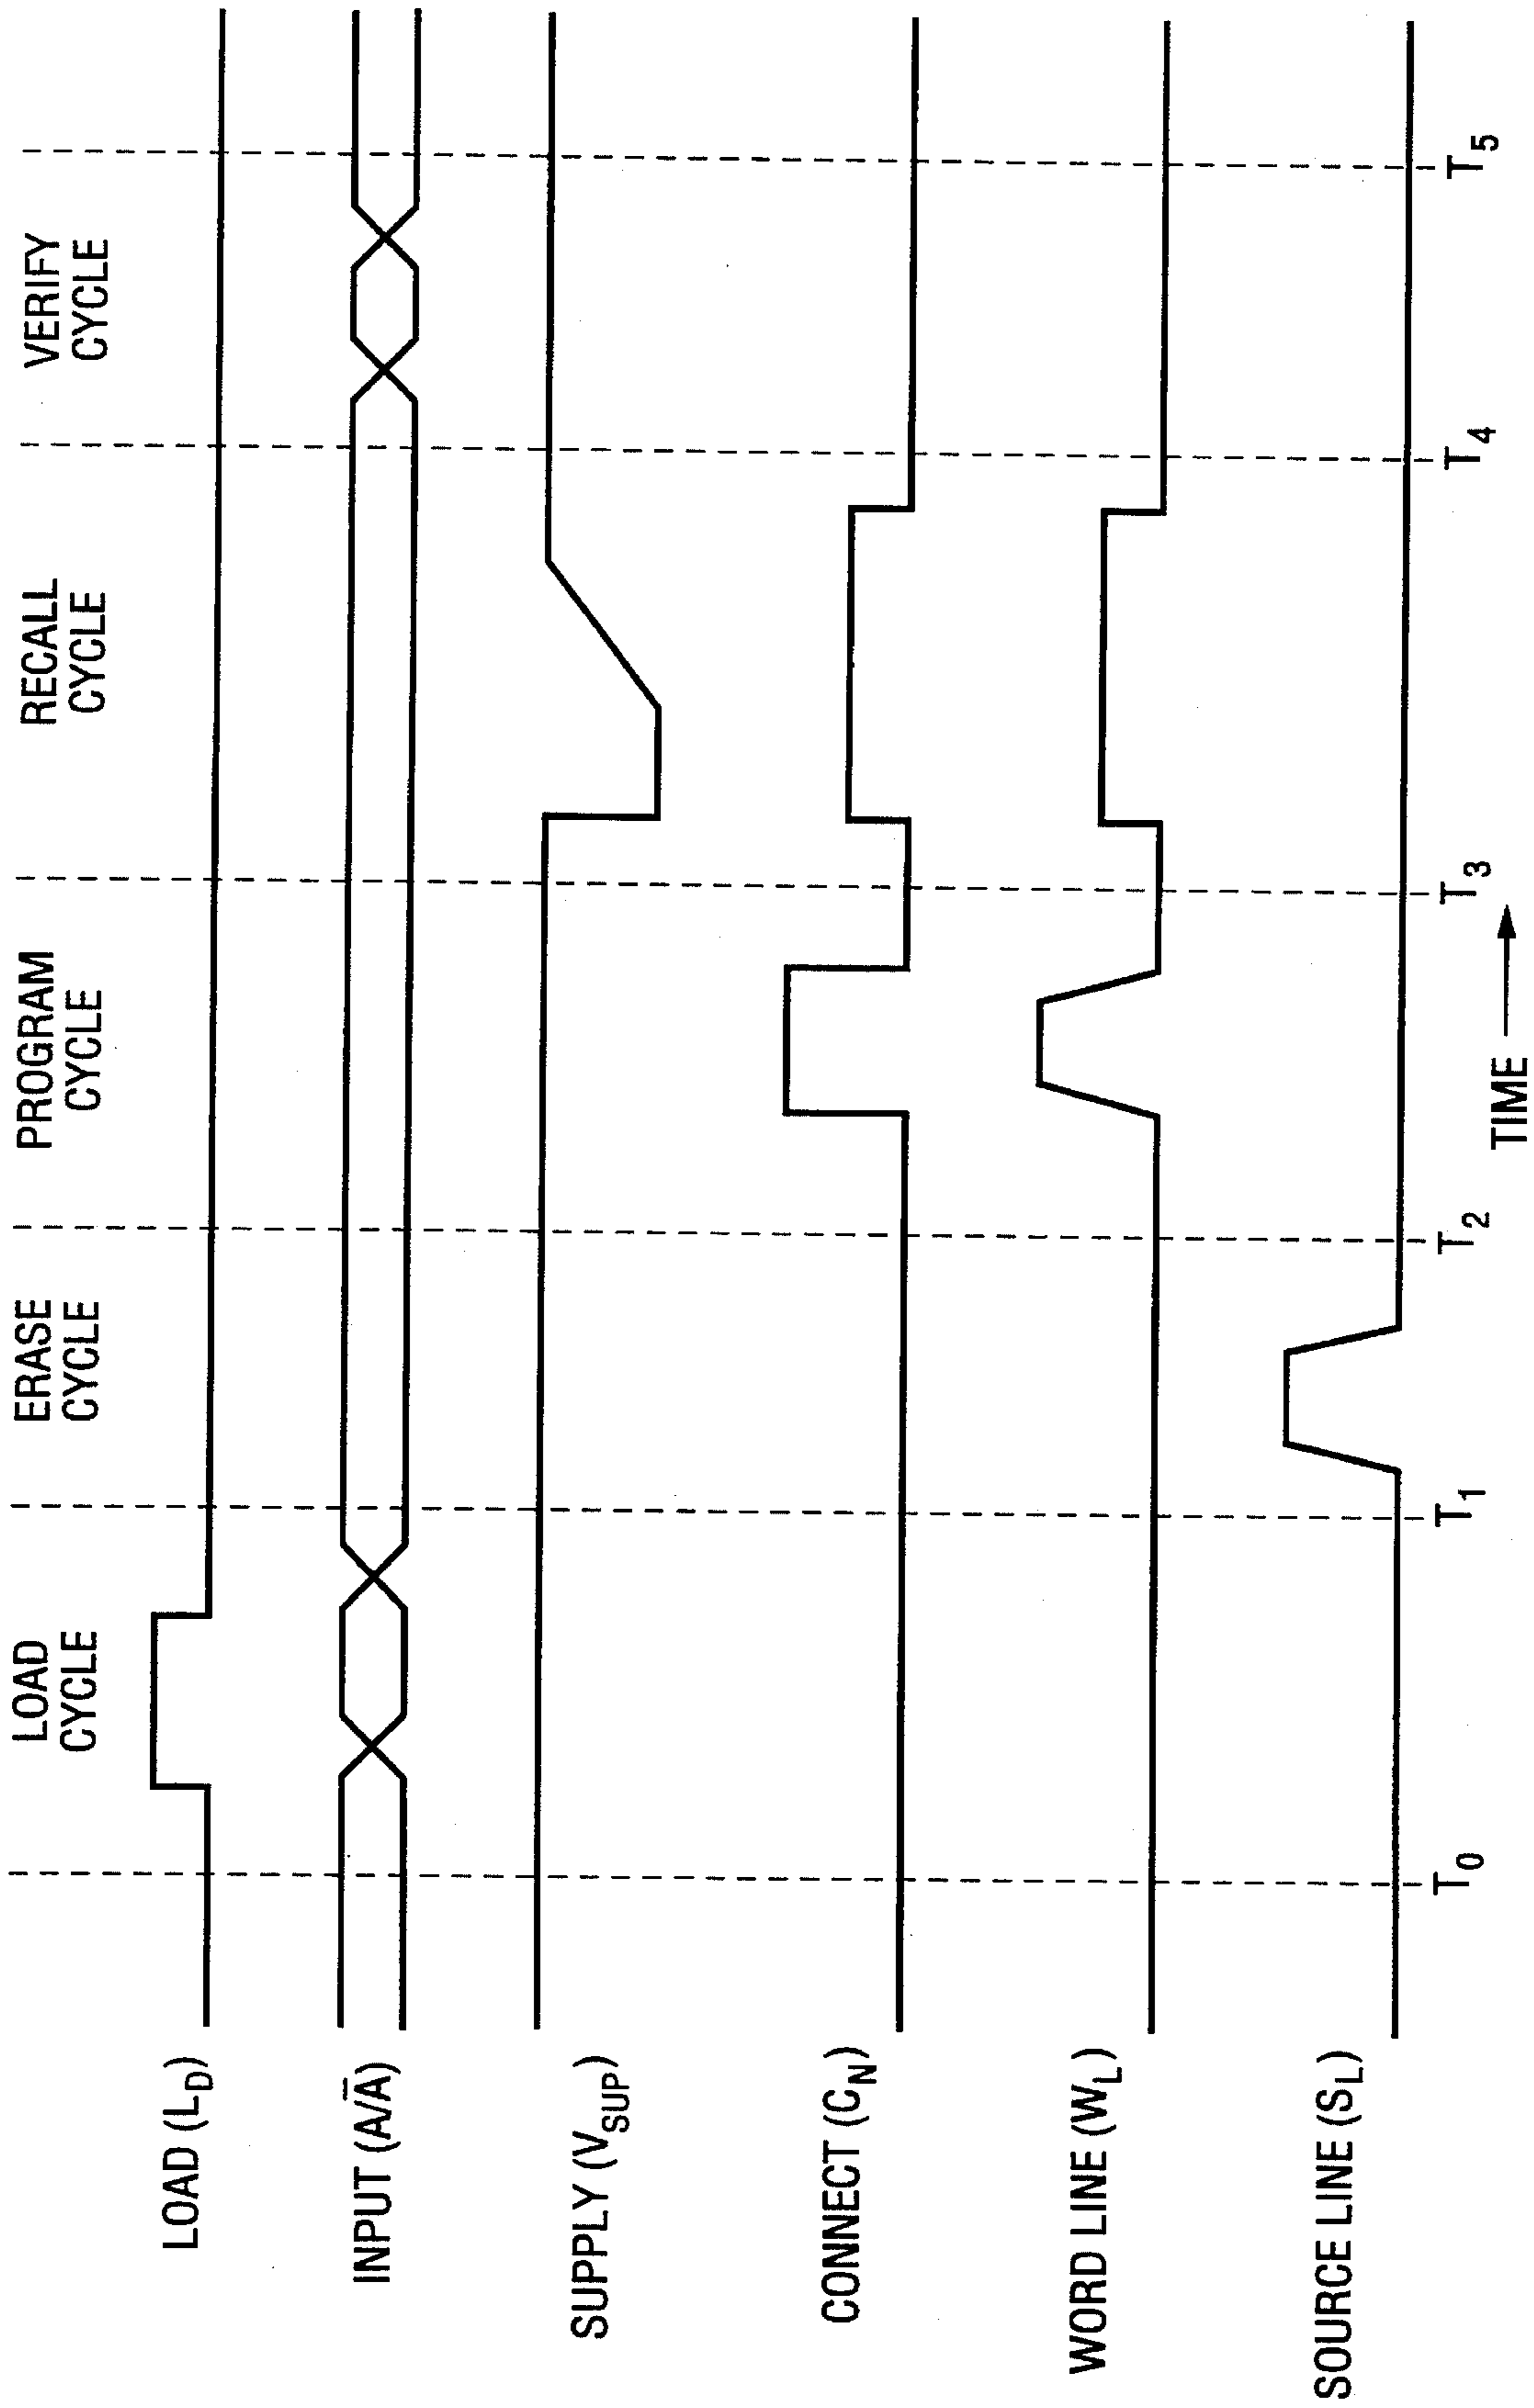 LOAD
CYCLE
ERASE
CYCLE
PROGRAM
CYCLE
RECALL
CYCLE
VERIFY
CYCLE
LOAD (L_D)
INPUT (A/A̅)
SUPPLY (V_SUP)
CONNECT (C_N)
WORD LINE (W_L)
SOURCE LINE (S_L)
T_0
T_1
T_2
T_3
T_4
T_5
TIME